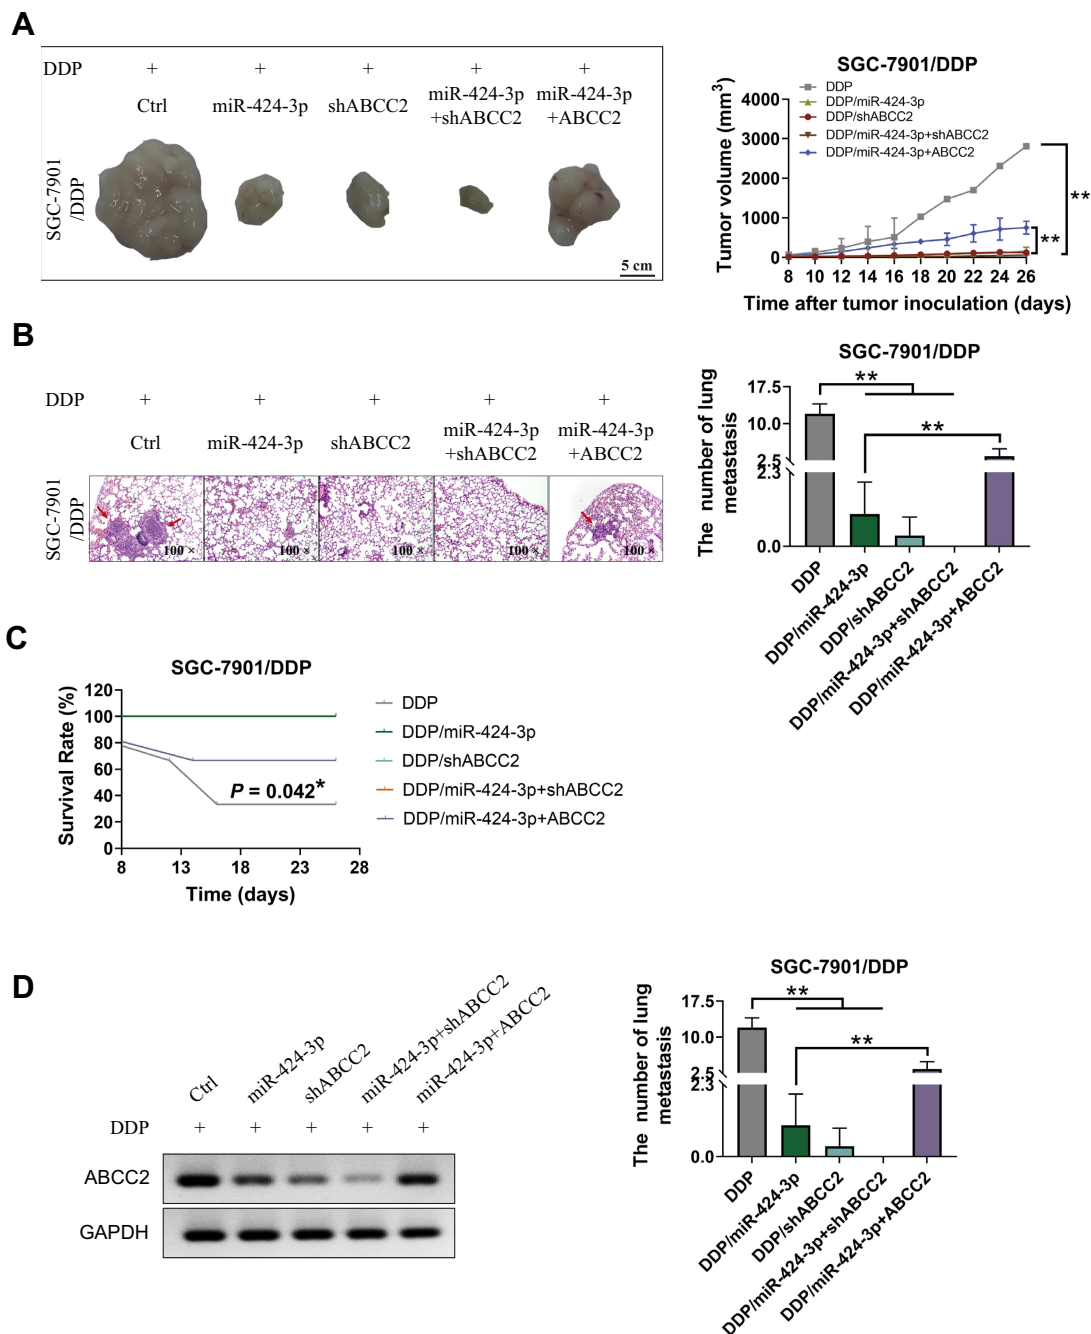 A
DDP + + + + +
Ctrl miR-424-3p shABCC2 miR-424-3p +shABCC2 miR-424-3p +ABCC2
SGC-7901 /DDP
5 cm
SGC-7901/DDP
DDP
DDP/miR-424-3p
DDP/shABCC2
DDP/miR-424-3p+shABCC2
DDP/miR-424-3p+ABCC2
Tumor volume (mm³)
4000
3000
2000
1000
0
8 10 12 14 16 18 20 22 24 26
Time after tumor inoculation (days)
**
**
B
DDP + + + + +
Ctrl miR-424-3p shABCC2 miR-424-3p +shABCC2 miR-424-3p +ABCC2
SGC-7901 /DDP
100 × 100 × 100 × 100 × 100 ×
SGC-7901/DDP
The number of lung metastasis
17.5
10.0
2.5
2.3
0.0
**
**
DDP
DDP/miR-424-3p
DDP/shABCC2
DDP/miR-424-3p+shABCC2
DDP/miR-424-3p+ABCC2
C
SGC-7901/DDP
Survival Rate (%)
120
100
80
60
40
20
0
8 13 18 23 28
Time (days)
P = 0.042*
DDP
DDP/miR-424-3p
DDP/shABCC2
DDP/miR-424-3p+shABCC2
DDP/miR-424-3p+ABCC2
D
Ctrl
miR-424-3p
shABCC2
miR-424-3p+shABCC2
miR-424-3p+ABCC2
DDP + + + + +
ABCC2
GAPDH
SGC-7901/DDP
The number of lung metastasis
17.5
10.0
2.5
2.3
0.0
**
**
DDP
DDP/miR-424-3p
DDP/shABCC2
DDP/miR-424-3p+shABCC2
DDP/miR-424-3p+ABCC2